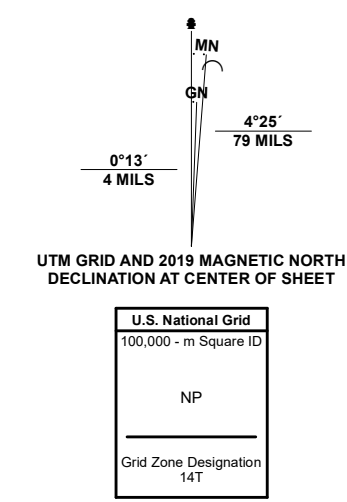 MN
GN
4°25´
79 MILS
0°13´
4 MILS
UTM GRID AND 2019 MAGNETIC NORTH
DECLINATION AT CENTER OF SHEET
U.S. National Grid
100,000 - m Square ID
NP
Grid Zone Designation
14T